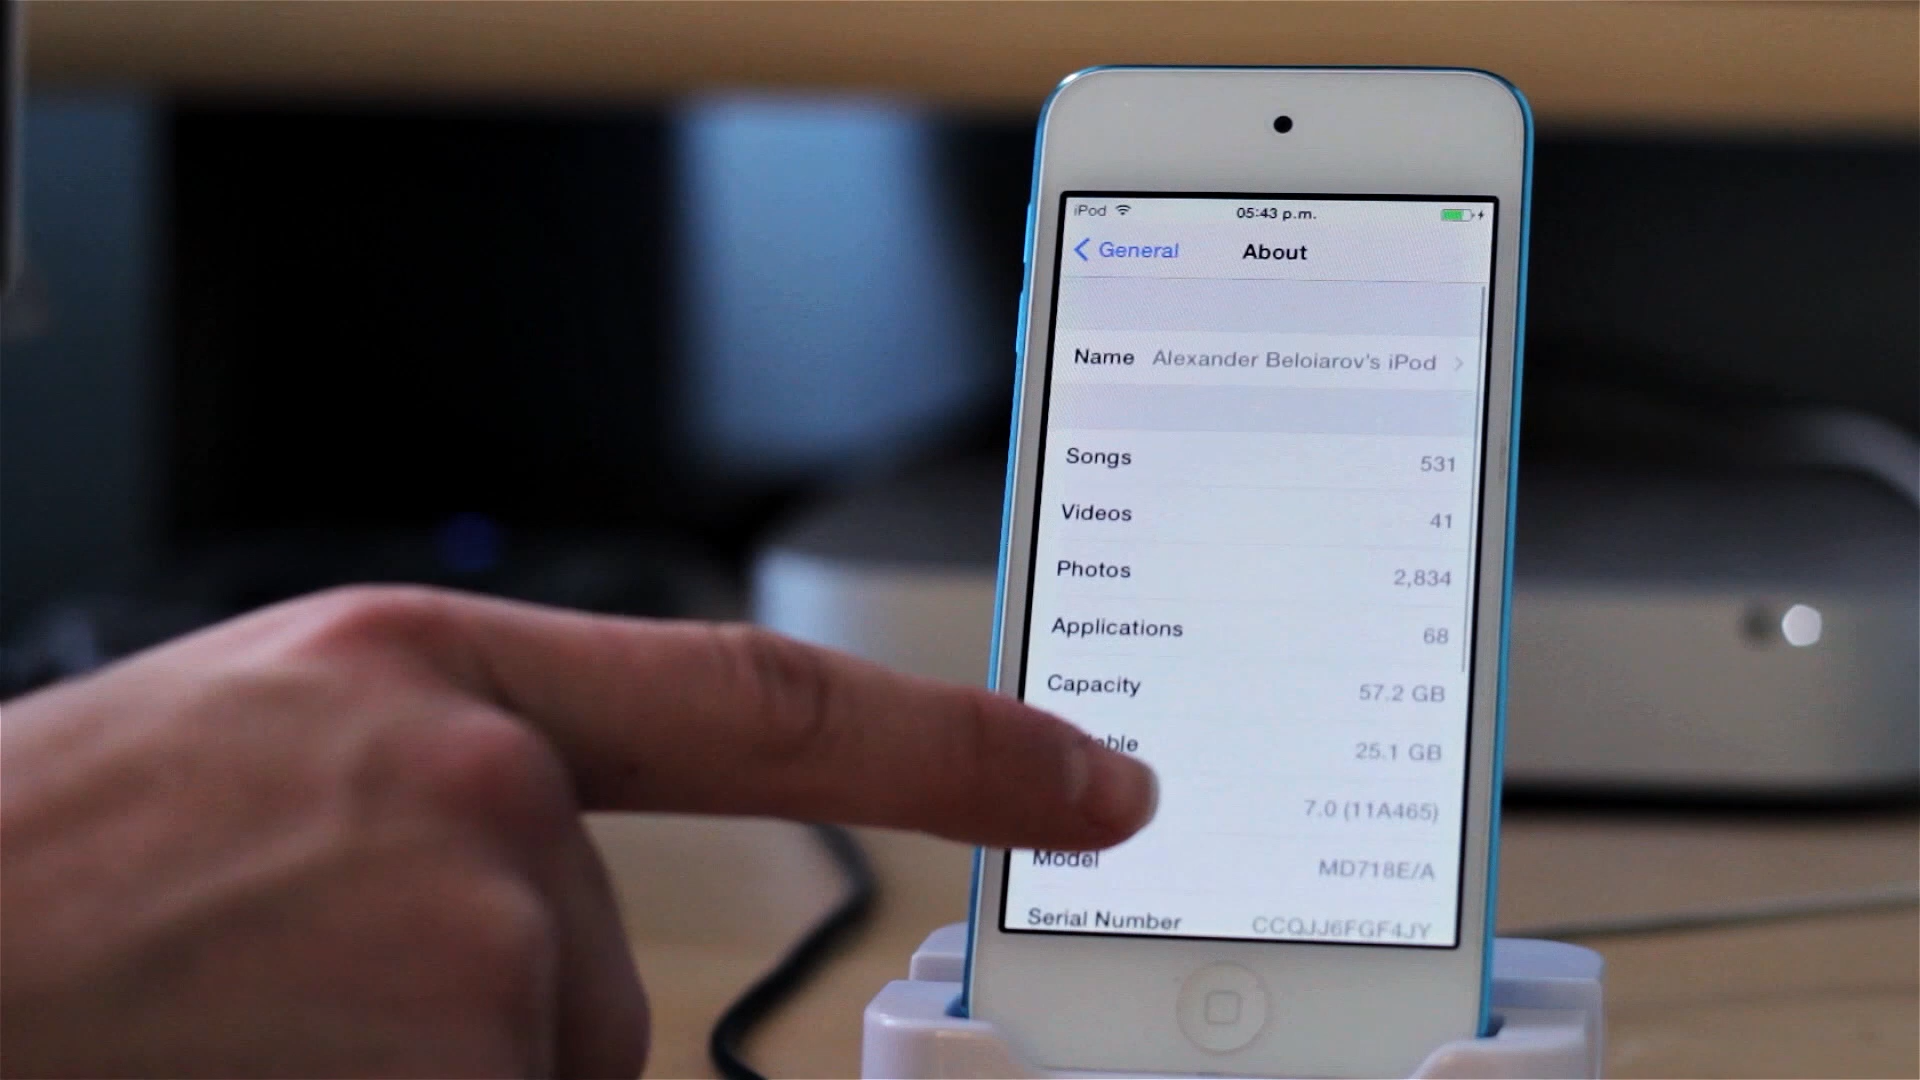 iPod 05:43 p.m.
General About
Name Alexander Beloiarov's iPod
Songs 531
Videos 41
Photos 2,834
Applications 68
Capacity 57.2 GB
25.1 GB
7.0 (11A465)
Model MD718E/A
Serial Number CCQJJ6FGF4JY